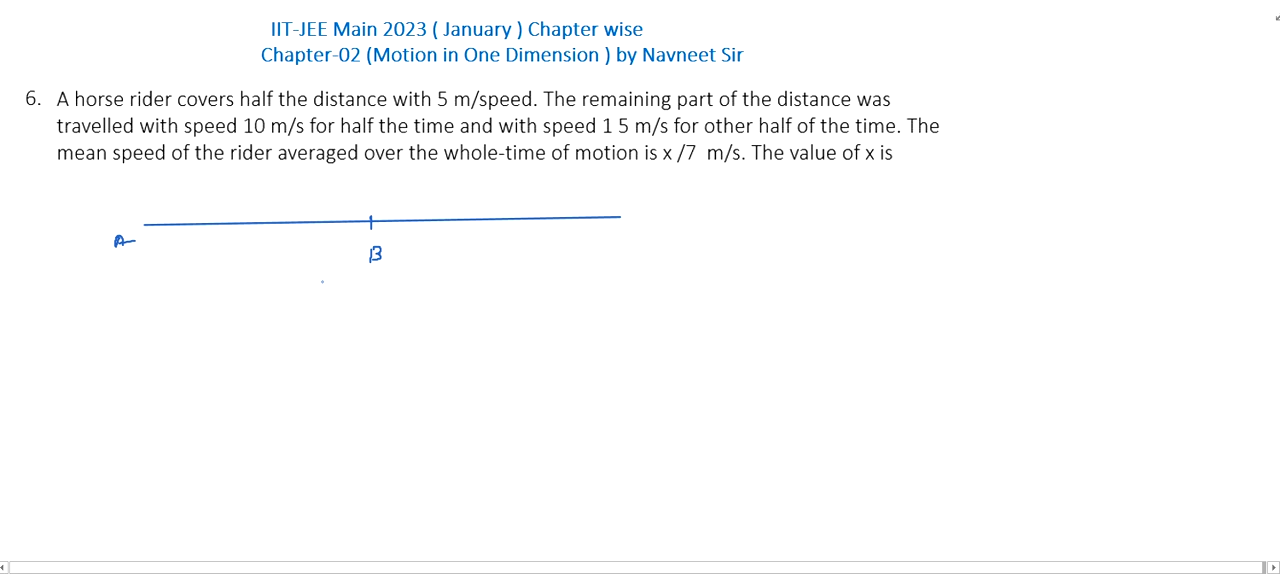 IIT-JEE Main 2023 ( January ) Chapter wise
Chapter-02 (Motion in One Dimension ) by Navneet Sir
6. A horse rider covers half the distance with 5 m/speed. The remaining part of the distance was
travelled with speed 10 m/s for half the time and with speed 1 5 m/s for other half of the time. The
mean speed of the rider averaged over the whole-time of motion is x /7 m/s. The value of x is
A
B